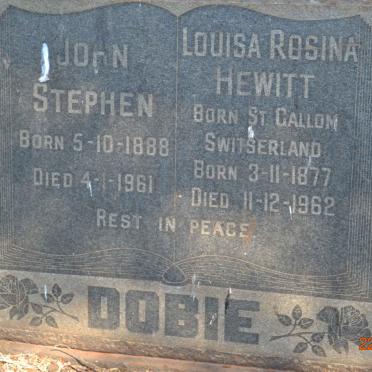 John
Stephen
Born 5-10-1888
Died 4-1-1961
Louisa Rosina
Hewitt
Born St Gallom
Switserland
Born 3-11-1877
Died 11-12-1962
Rest in peace
DOBIE